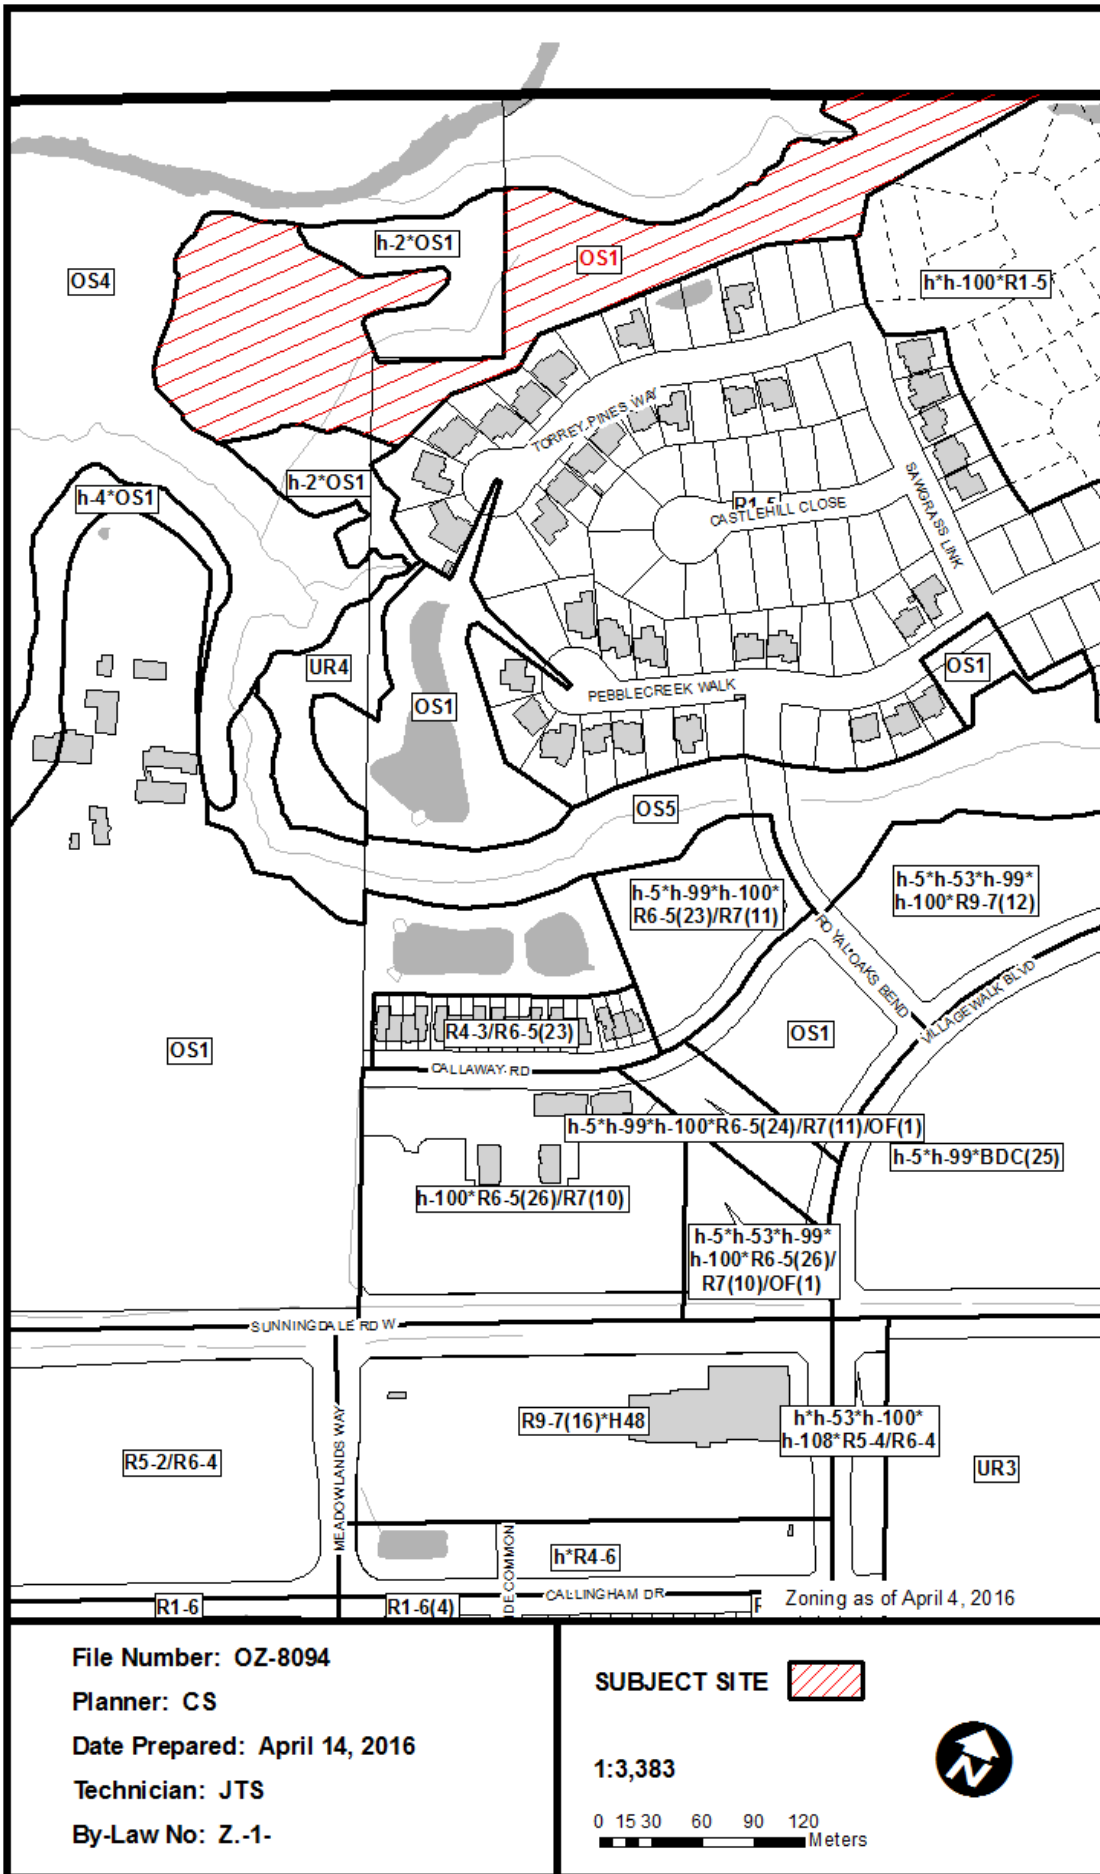 h-2*OS1
OS1
OS4
h*h-100*R1-5
TORREY PINES WAY
h-2*OS1
h-4*OS1
SAWGRASS LINK
R1-5
CASTLEHILL CLOSE
UR4
OS1
OS1
PEBBLECREEK WALK
OS5
h-5*h-99*h-100*
R6-5(23)/R7(11)
h-5*h-53*h-99*
h-100*R9-7(12)
ROYAL OAKS BEND
VILLAGEWALK BLVD
R4-3/R6-5(23)
OS1
OS1
CALLAWAY RD
h-5*h-99*h-100*R6-5(24)/R7(11)/OF(1)
h-5*h-99*BDC(25)
h-100*R6-5(26)/R7(10)
h-5*h-53*h-99*
h-100*R6-5(26)/
R7(10)/OF(1)
SUNNINGDALE RD W
R9-7(16)*H48
h*h-53*h-100*
h-108*R5-4/R6-4
R5-2/R6-4
UR3
MEADOWLANDS WAY
h*R4-6
IDE COMMON
CALLINGHAM DR
R1-6
R1-6(4)
Zoning as of April 4, 2016
File Number: OZ-8094
Planner: CS
Date Prepared: April 14, 2016
Technician: JTS
By-Law No: Z.-1-
SUBJECT SITE
1:3,383
N
0 15 30 60 90 120
Meters